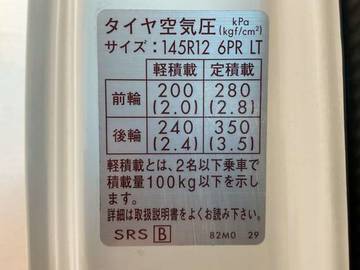 タイヤ空気圧 kPa (kgf/cm²)
サイズ：145R12 6PR LT
軽積載 定積載
前輪 200 (2.0) 280 (2.8)
後輪 240 (2.4) 350 (3.5)
軽積載とは、2名以下乗車で
積載量100kg以下を示し
ます。
詳細は取扱説明書をよくお読み下さい。
SRS B 82M0 29